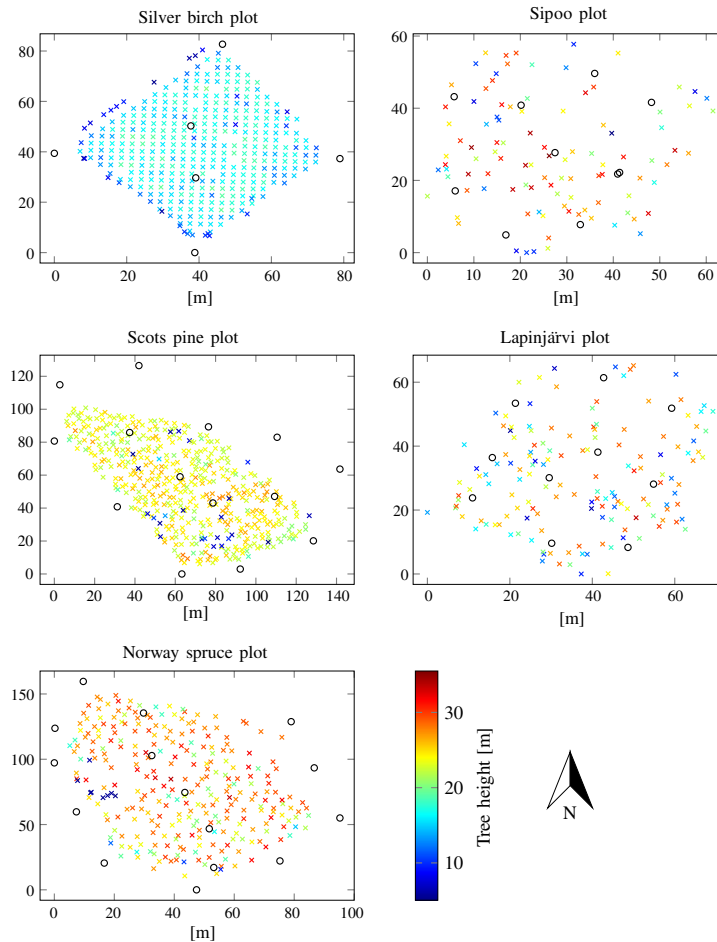 Silver birch plot
80
60
40
20
0
0 20 40 60 80
[m]
Sipoo plot
60
40
20
0
0 10 20 30 40 50 60
[m]
Scots pine plot
120
100
80
60
40
20
0
0 20 40 60 80 100 120 140
[m]
Lapinjärvi plot
60
40
20
0
0 20 40 60
[m]
Norway spruce plot
150
100
50
0
0 20 40 60 80 100
[m]
30
20
10
Tree height [m]
N